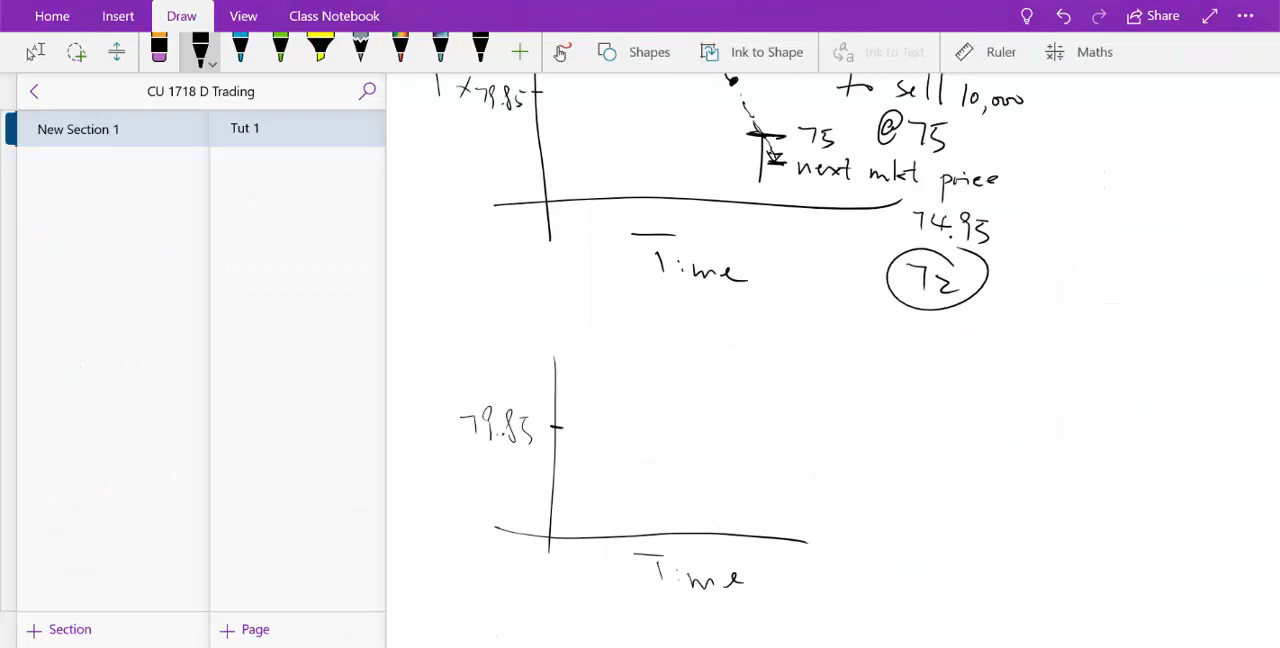 Home Insert Draw View Class Notebook Share
Shapes Ink to Shape Ink to Text Ruler Maths
CU 1718 D Trading
New Section 1 Tut 1
79.85
to sell 10,000
75 @ 75
next mkt price
74.95
Time
72
79.85
Time
Section Page